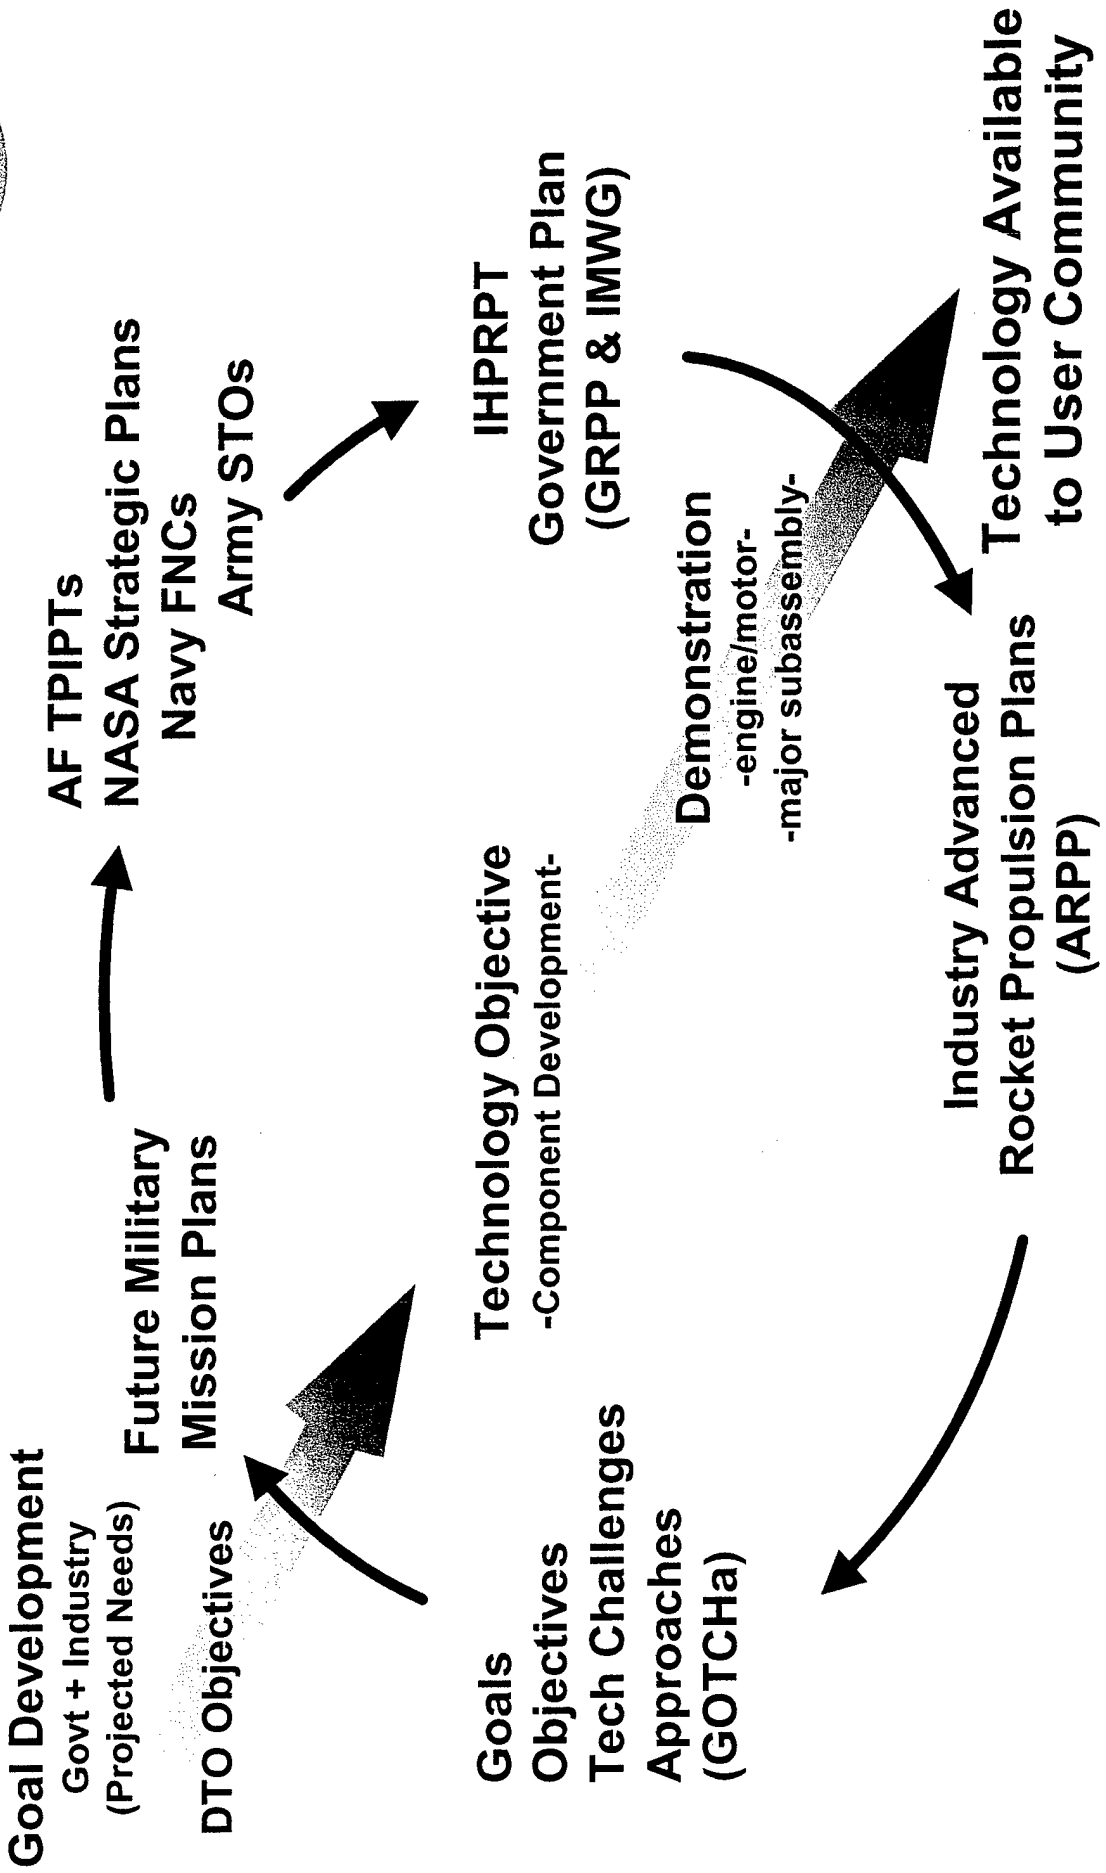 Goal Development
Govt + Industry
(Projected Needs)
DTO Objectives
Future Military
Mission Plans
AF TPIPTs
NASA Strategic Plans
Navy FNCs
Army STOs
Goals
Objectives
Tech Challenges
Approaches
(GOTCHa)
Technology Objective
-Component Development-
IHPRPT
Government Plan
(GRPP & IMWG)
Demonstration
-engine/motor-
-major subassembly-
Industry Advanced
Rocket Propulsion Plans
(ARPP)
Technology Available
to User Community